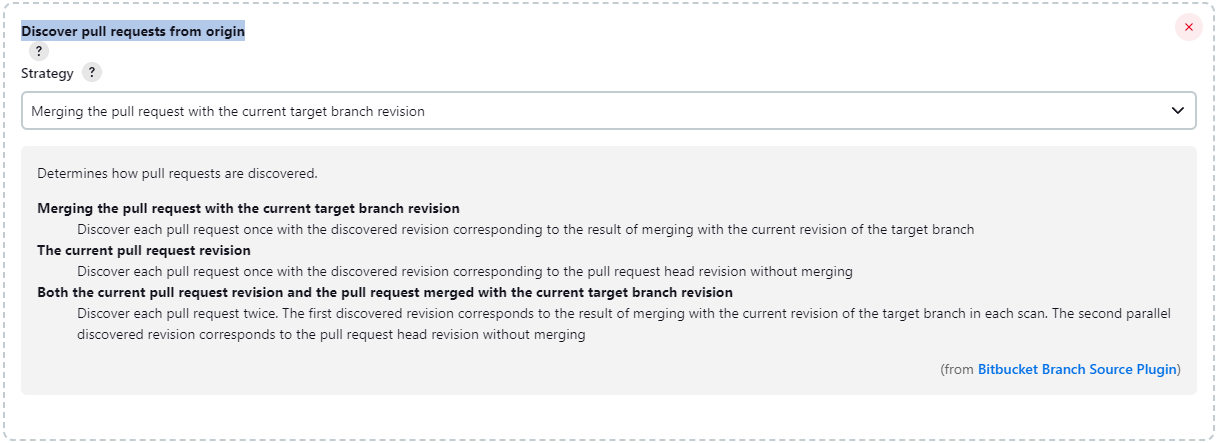 Discover pull requests from origin
?
Strategy ?
Merging the pull request with the current target branch revision
Determines how pull requests are discovered.
Merging the pull request with the current target branch revision
Discover each pull request once with the discovered revision corresponding to the result of merging with the current revision of the target branch
The current pull request revision
Discover each pull request once with the discovered revision corresponding to the pull request head revision without merging
Both the current pull request revision and the pull request merged with the current target branch revision
Discover each pull request twice. The first discovered revision corresponds to the result of merging with the current revision of the target branch in each scan. The second parallel
discovered revision corresponds to the pull request head revision without merging
(from Bitbucket Branch Source Plugin)